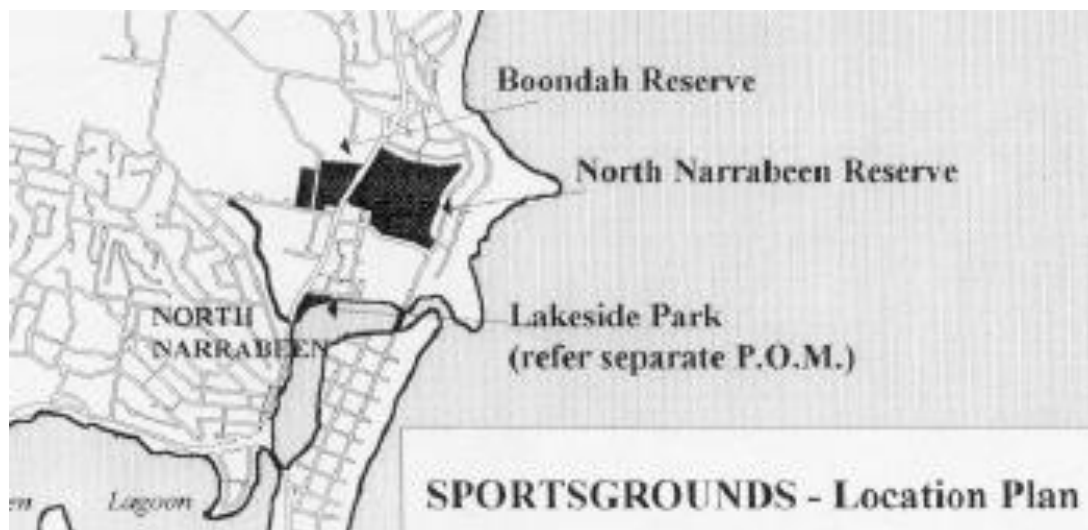 Boondah Reserve
North Narrabeen Reserve
Lakeside Park
(refer separate P.O.M.)
NORTH
NARRABEEN
Lagoon
SPORTSGROUNDS - Location Plan